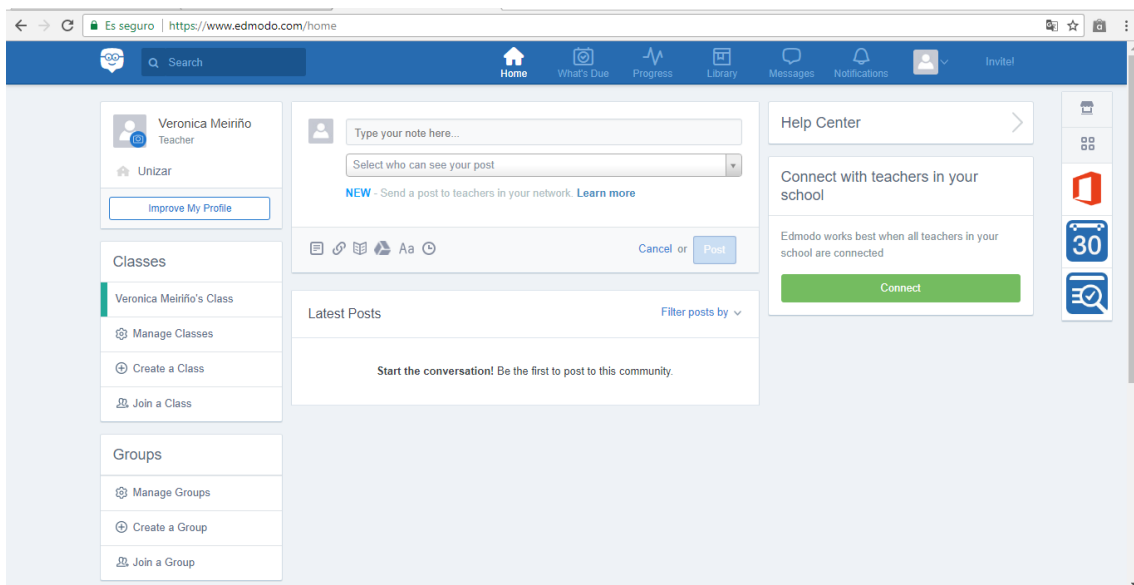 Es seguro | https://www.edmodo.com/home
Search
Home
What's Due
Progress
Library
Messages
Notifications
Invite!
Veronica Meiriño
Teacher
Unizar
Improve My Profile
Classes
Veronica Meiriño's Class
Manage Classes
Create a Class
Join a Class
Groups
Manage Groups
Create a Group
Join a Group
Type your note here...
Select who can see your post
NEW - Send a post to teachers in your network. Learn more
Aa
Cancel or Post
Latest Posts
Filter posts by
Start the conversation! Be the first to post to this community.
Help Center
Connect with teachers in your
school
Edmodo works best when all teachers in your
school are connected
Connect
30